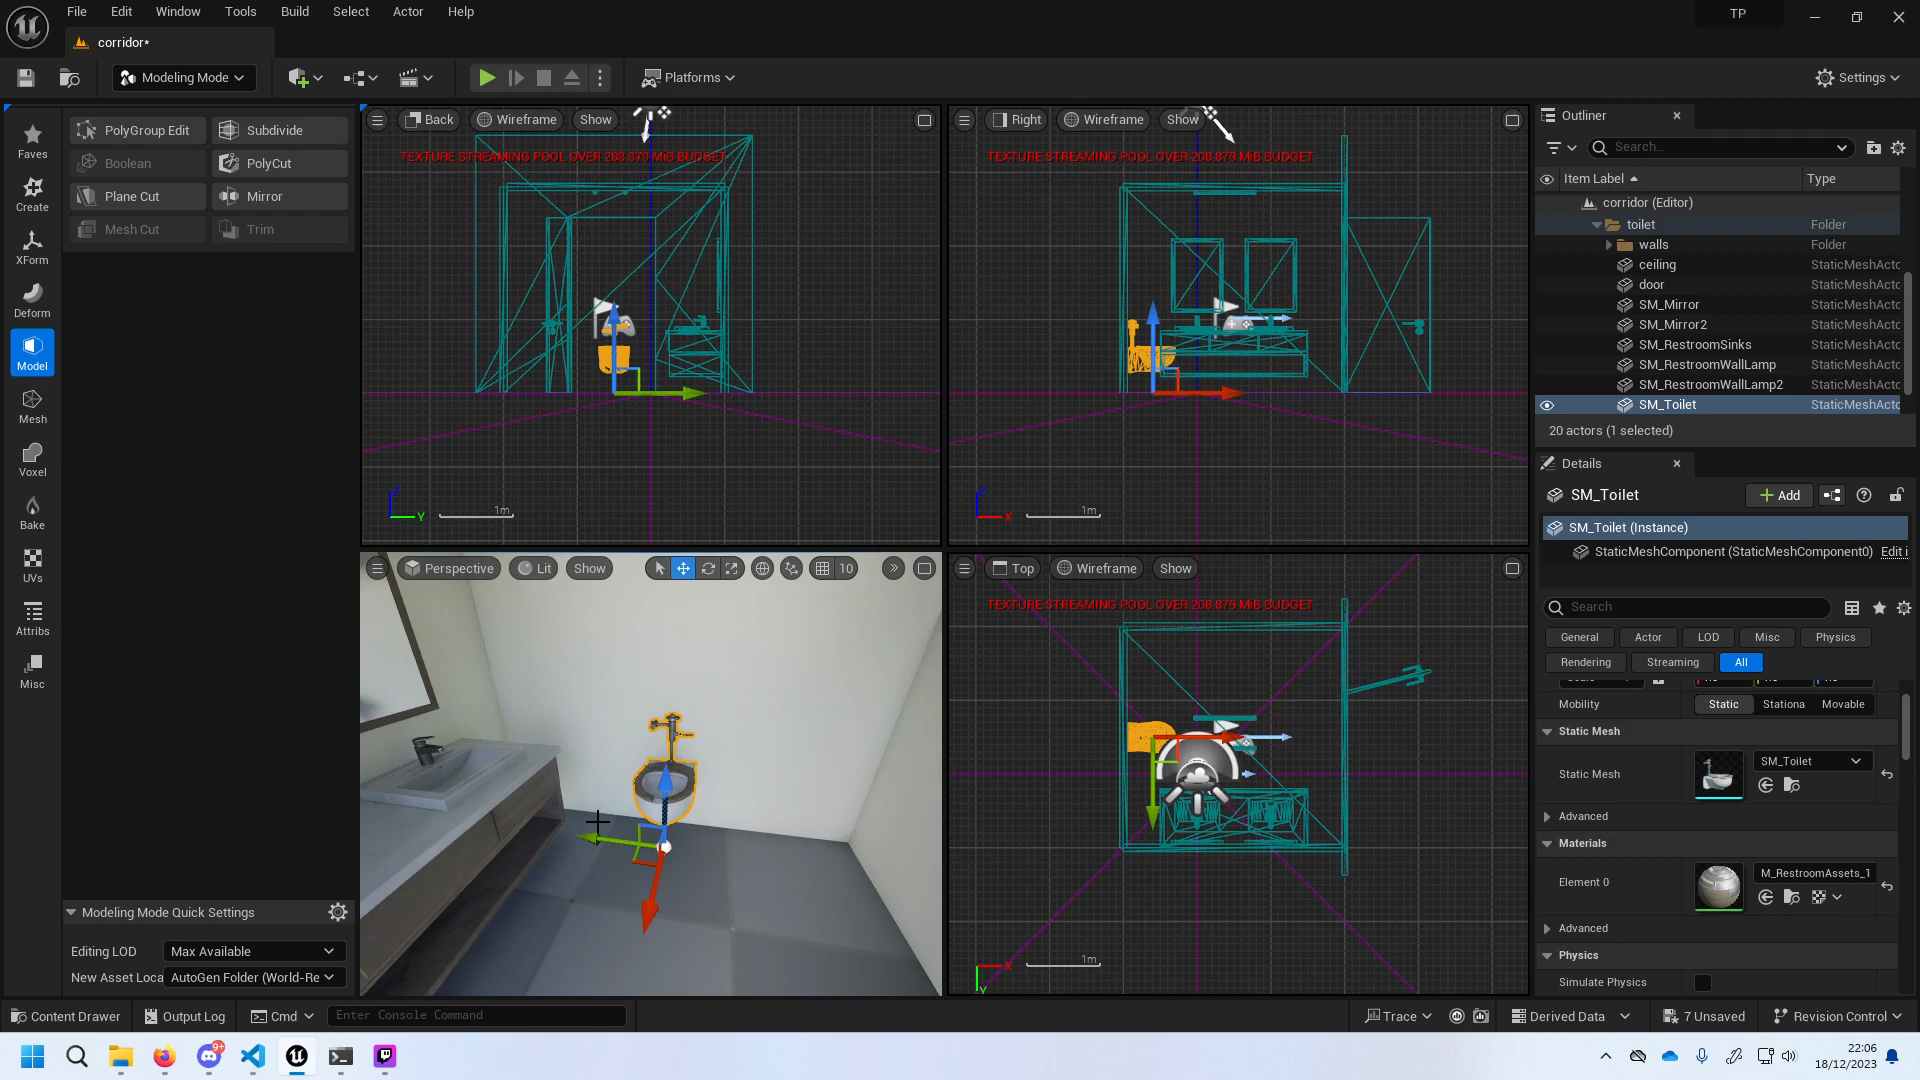 File Edit Window Tools Build Select Actor Help
TP
corridor*
Modeling Mode
Platforms
Settings
Faves
Create
XForm
Deform
Model
Mesh
Voxel
Bake
UVs
Attribs
Misc
PolyGroup Edit Subdivide
Boolean PolyCut
Plane Cut Mirror
Mesh Cut Trim
Modeling Mode Quick Settings
Editing LOD Max Available
New Asset Loca AutoGen Folder (World-Re
Back Wireframe Show
TEXTURE STREAMING POOL OVER 208.879 MiB BUDGET
Z
Y
1m
Right Wireframe Show
TEXTURE STREAMING POOL OVER 208.879 MiB BUDGET
Z
X
1m
Perspective Lit Show 10
Top Wireframe Show
TEXTURE STREAMING POOL OVER 208.879 MiB BUDGET
X
Y
1m
Outliner
Search...
Item Label Type
corridor (Editor)
toilet Folder
walls Folder
ceiling StaticMeshActo
door StaticMeshActo
SM_Mirror StaticMeshActo
SM_Mirror2 StaticMeshActo
SM_RestroomSinks StaticMeshActo
SM_RestroomWallLamp StaticMeshActo
SM_RestroomWallLamp2 StaticMeshActo
SM_Toilet StaticMeshActo
20 actors (1 selected)
Details
SM_Toilet Add
SM_Toilet (Instance)
StaticMeshComponent (StaticMeshComponent0) Edit i
Search
General Actor LOD Misc Physics
Rendering Streaming All
Mobility Static Stationa Movable
Static Mesh
Static Mesh SM_Toilet
Advanced
Materials
Element 0 M_RestroomAssets_1
Advanced
Physics
Simulate Physics
Content Drawer Output Log Cmd Enter Console Command Trace Derived Data 7 Unsaved Revision Control
9+
22:06
18/12/2023